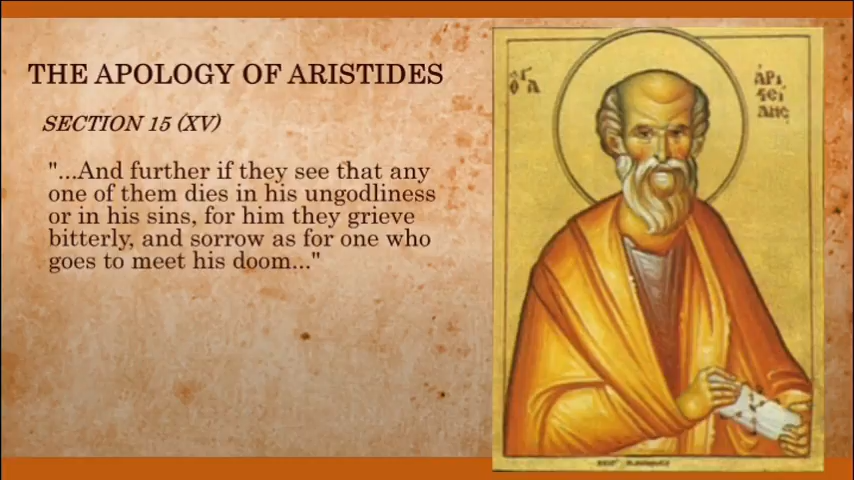 THE APOLOGY OF ARISTIDES
SECTION 15 (XV)
"...And further if they see that any
one of them dies in his ungodliness
or in his sins, for him they grieve
bitterly, and sorrow as for one who
goes to meet his doom..."